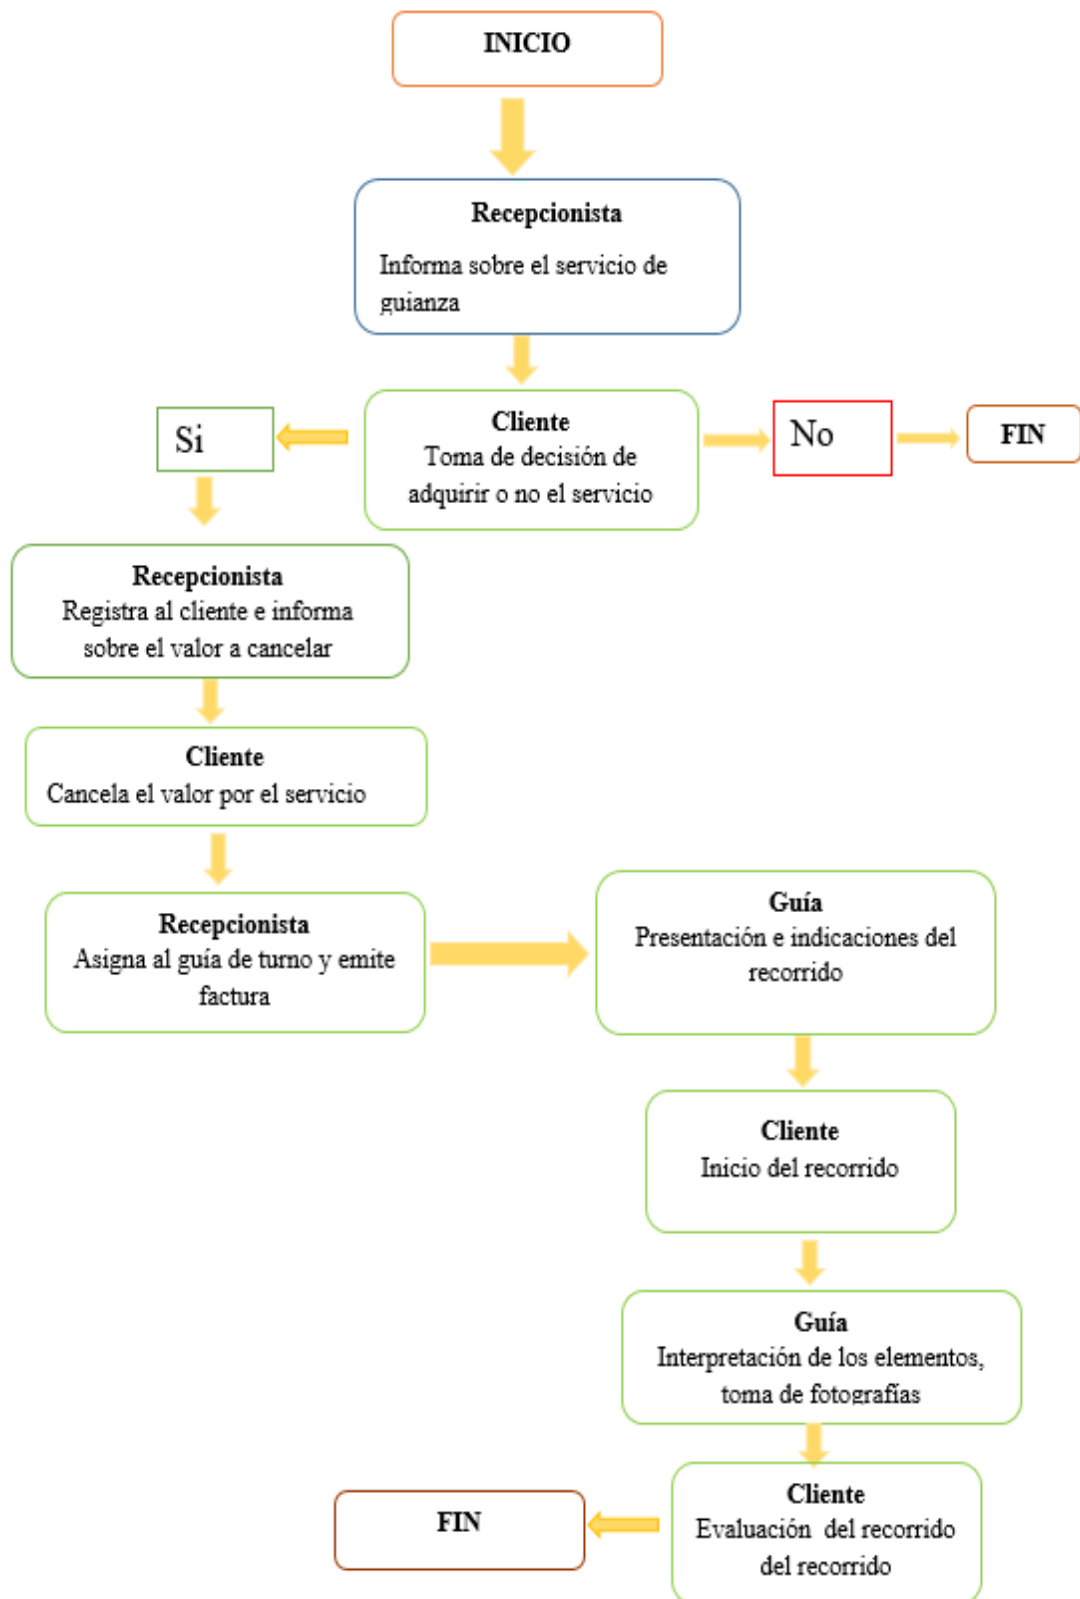 INICIO
Recepcionista
Informa sobre el servicio de
guianza
Cliente
Toma de decisión de
adquirir o no el servicio
Si
No
FIN
Recepcionista
Registra al cliente e informa
sobre el valor a cancelar
Cliente
Cancela el valor por el servicio
Recepcionista
Asigna al guía de turno y emite
factura
Guía
Presentación e indicaciones del
recorrido
Cliente
Inicio del recorrido
Guía
Interpretación de los elementos,
toma de fotografías
Cliente
Evaluación del recorrido
del recorrido
FIN